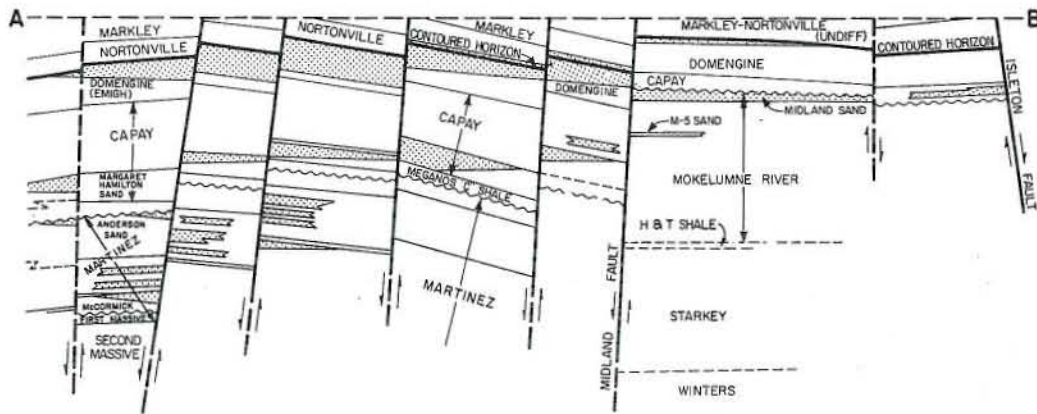 A
B
MARKLEY
NORTONVILLE
DOMENGINE
(EMIGH)
CAPAY
MARGARET
HAMILTON
SAND
ANDERSON
SAND
MARTINEZ
McCORMICK
FIRST MASSIVE
SECOND
MASSIVE
NORTONVILLE
MARKLEY
CONTOURED HORIZON
DOMENGINE
CAPAY
MEGANOS "C" SHALE
MARTINEZ
MARKLEY-NORTONVILLE
(UNDIFF)
CONTOURED HORIZON
DOMENGINE
CAPAY
MIDLAND SAND
M-5 SAND
MOKELUMNE RIVER
H & T SHALE
STARKEY
WINTERS
MIDLAND FAULT
ISLETON FAULT